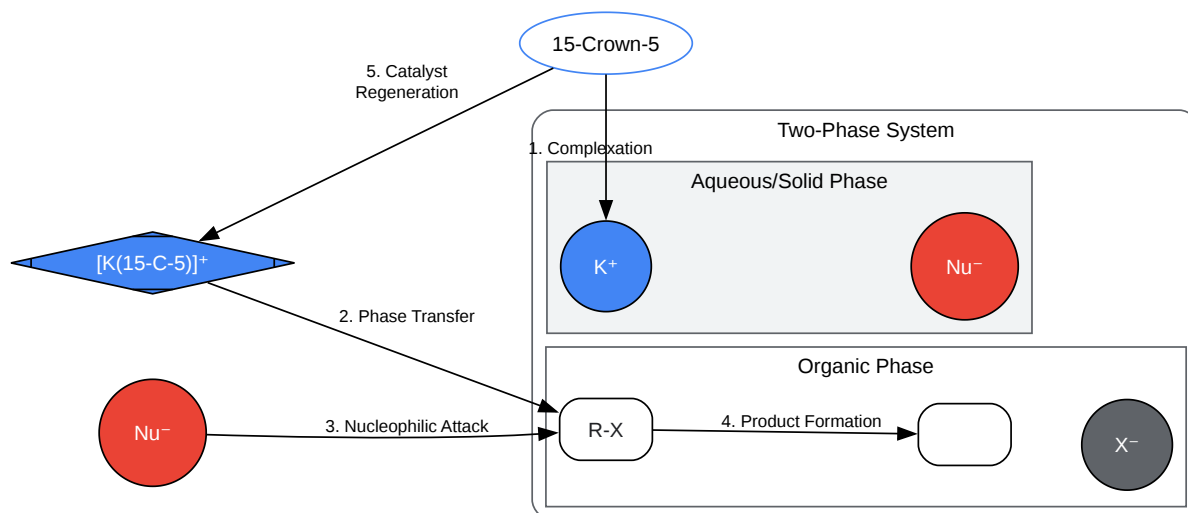 15-Crown-5
5. Catalyst
Regeneration
Two-Phase System
1. Complexation
Aqueous/Solid Phase
[K(15-C-5)]⁺
K⁺
Nu⁻
2. Phase Transfer
Organic Phase
Nu⁻
3. Nucleophilic Attack
R-X
4. Product Formation
X⁻